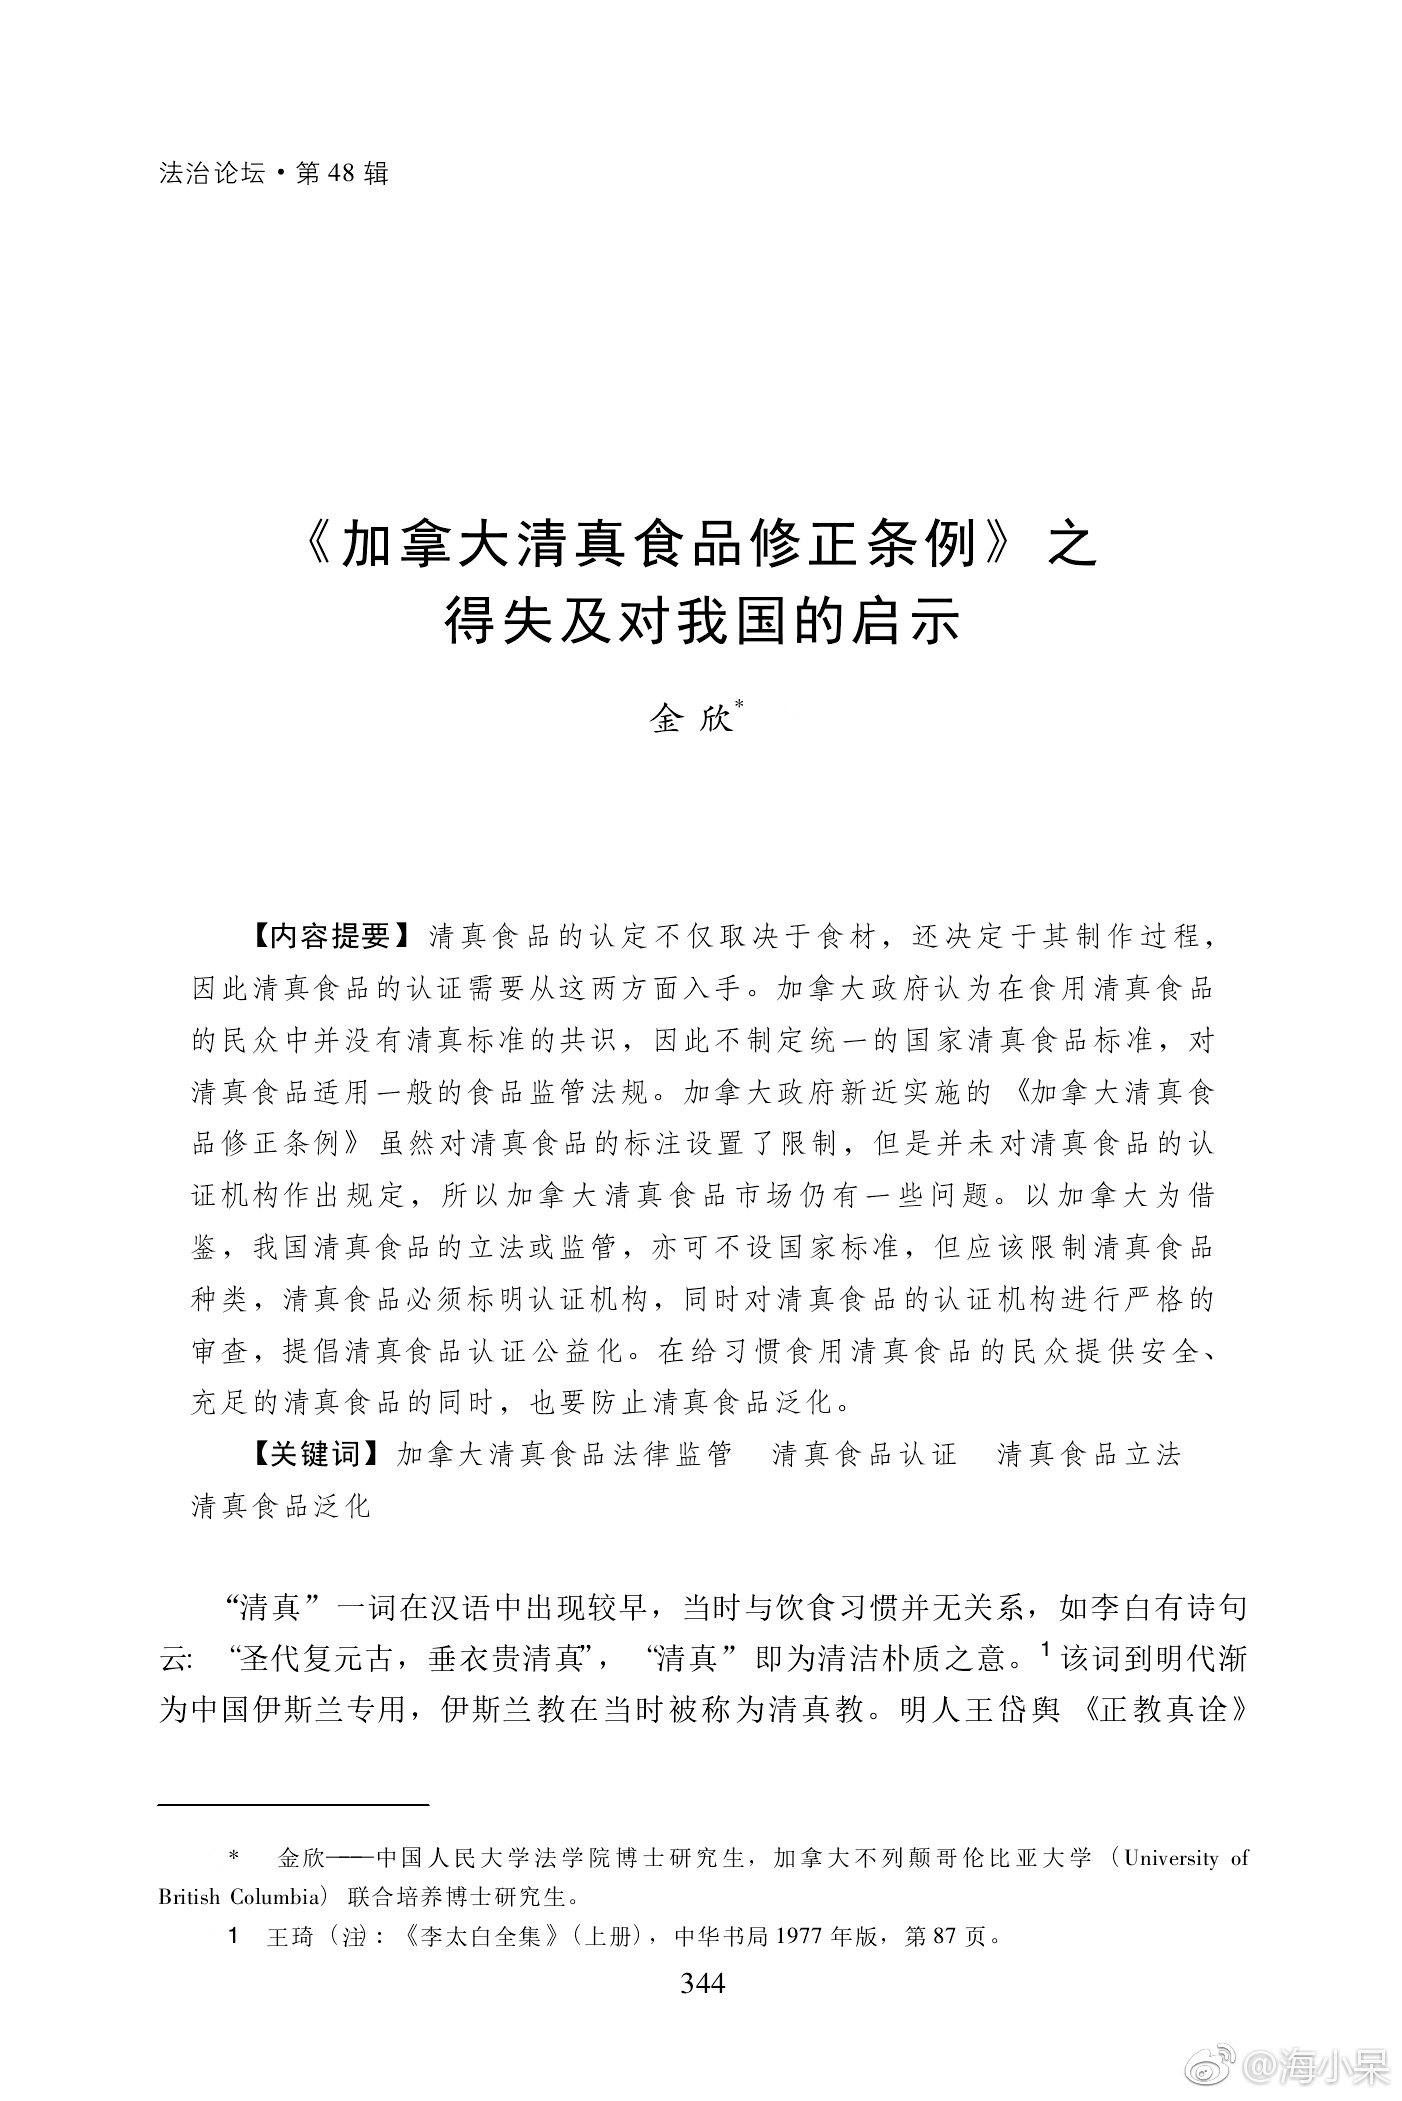 法治论坛·第48辑
《加拿大清真食品修正条例》之
得失及对我国的启示
金欣*
【内容提要】清真食品的认定不仅取决于食材，还决定于其制作过程，
因此清真食品的认证需要从这两方面入手。加拿大政府认为在食用清真食品
的民众中并没有清真标准的共识，因此不制定统一的国家清真食品标准，对
清真食品适用一般的食品监管法规。加拿大政府新近实施的《加拿大清真食
品修正条例》虽然对清真食品的标注设置了限制，但是并未对清真食品的认
证机构作出规定，所以加拿大清真食品市场仍有一些问题。以加拿大为借
鉴，我国清真食品的立法或监管，亦可不设国家标准，但应该限制清真食品
种类，清真食品必须标明认证机构，同时对清真食品的认证机构进行严格的
审查，提倡清真食品认证公益化。在给习惯食用清真食品的民众提供安全、
充足的清真食品的同时，也要防止清真食品泛化。
【关键词】加拿大清真食品法律监管 清真食品认证 清真食品立法
清真食品泛化
“清真”一词在汉语中出现较早，当时与饮食习惯并无关系，如李白有诗句
云：“圣代复元古，垂衣贵清真”，“清真”即为清洁朴质之意。1该词到明代渐
为中国伊斯兰专用，伊斯兰教在当时被称为清真教。明人王岱舆《正教真诠》
* 金欣——中国人民大学法学院博士研究生，加拿大不列颠哥伦比亚大学（University of
British Columbia）联合培养博士研究生。
1 王琦（注）：《李太白全集》（上册），中华书局1977年版，第87页。
344
@海小呆